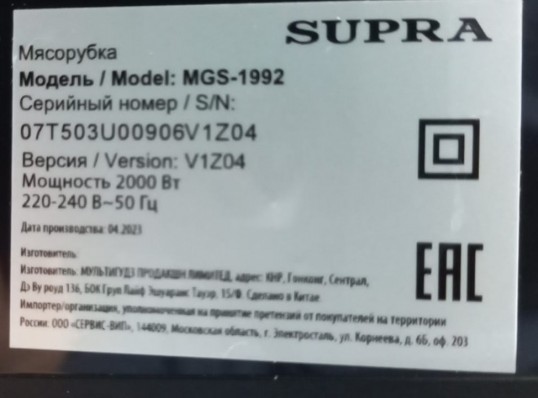 SUPRA
Мясорубка
Модель / Model: MGS-1992
Серийный номер / S/N:
07T503U00906V1Z04
Версия / Version: V1Z04
Мощность 2000 Вт
220-240 В~50 Гц
Дата производства: 04.2023
Изготовитель:
Изготовитель: МУЛЬТИГУДЗ ПРОДАКШН ЛИМИТЕД, адрес: КНР, Гонконг, Сентрал,
Дэ Ву роуд 136, БОК Груп Лайф Эшуаранс Тауэр, 15/Ф. Сделано в Китае
Импортер/организация, уполномоченная на принятие претензий от покупателей на территории
России: ООО «СЕРВИС-ВИП», 144009, Московская область, г. Электросталь, ул. Корнеева, д. 6Б, оф. 203
EAC